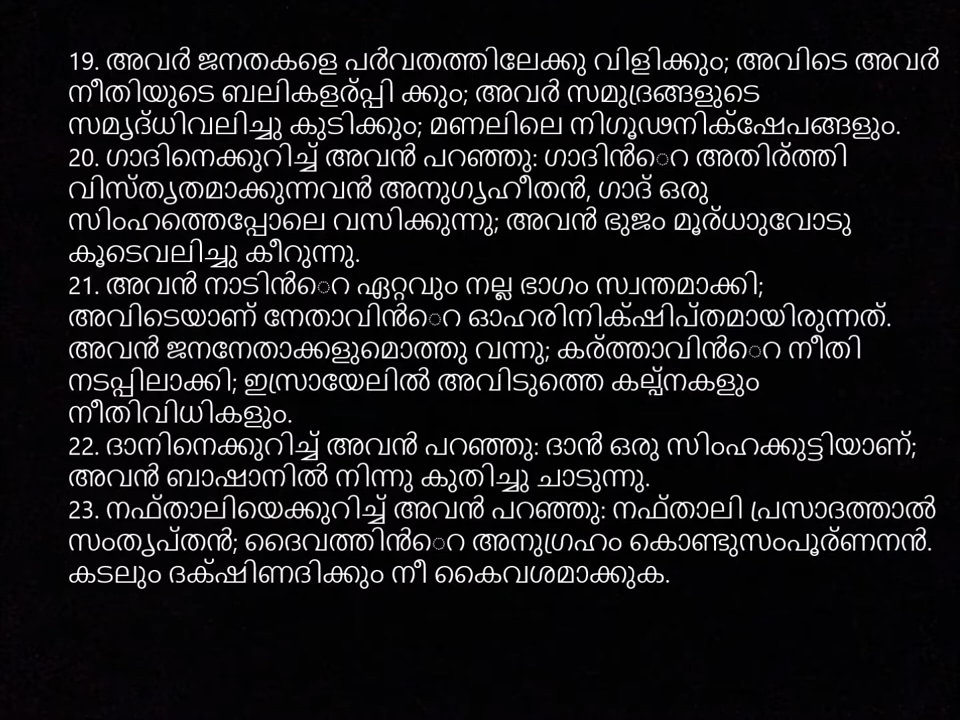 19. അവർ ജനതകളെ പർവതത്തിലേക്കു വിളിക്കും; അവിടെ അവർ
നീതിയുടെ ബലികളര്‌പ്പി ക്കും; അവർ സമുദ്രങ്ങളുടെ
സമൃദ്‌ധിവലിച്ചു കുടിക്കും; മണലിലെ നിഗൂഢനിക്‌ഷേപങ്ങളും.
20. ഗാദിനെക്കുറിച്ച് അവൻ പറഞ്ഞു: ഗാദിൻെറ അതിര്‌ത്തി
വിസ്‌തൃതമാക്കുന്നവൻ അനുഗൃഹീതൻ, ഗാദ് ഒരു
സിംഹത്തെപ്പോലെ വസിക്കുന്നു; അവൻ ഭുജം മൂര്‌ധാുവോടു
കൂടെവലിച്ചു കീറുന്നു.
21. അവൻ നാടിൻെറ ഏറ്റവും നല്ല ഭാഗം സ്വന്തമാക്കി;
അവിടെയാണ് നേതാവിൻെറ ഓഹരിനിക്‌ഷിപ്‌തമായിരുന്നത്.
അവൻ ജനനേതാക്കളുമൊത്തു വന്നു; കര്‌ത്താവിൻെറ നീതി
നടപ്പിലാക്കി; ഇസ്രായേലിൽ അവിടുത്തെ കല്പ്നകളും
നീതിവിധികളും.
22. ദാനിനെക്കുറിച്ച് അവൻ പറഞ്ഞു: ദാൻ ഒരു സിംഹക്കുട്ടിയാണ്;
അവൻ ബാഷാനിൽ നിന്നു കുതിച്ചു ചാടുന്നു.
23. നഫ്‌താലിയെക്കുറിച്ച് അവൻ പറഞ്ഞു: നഫ്‌താലി പ്രസാദത്താൽ
സംതൃപ്‌തൻ; ദൈവത്തിൻെറ അനുഗ്രഹം കൊണ്ടുസംപൂര്‌ണനൻ.
കടലും ദക്‌ഷിണദിക്കും നീ കൈവശമാക്കുക.